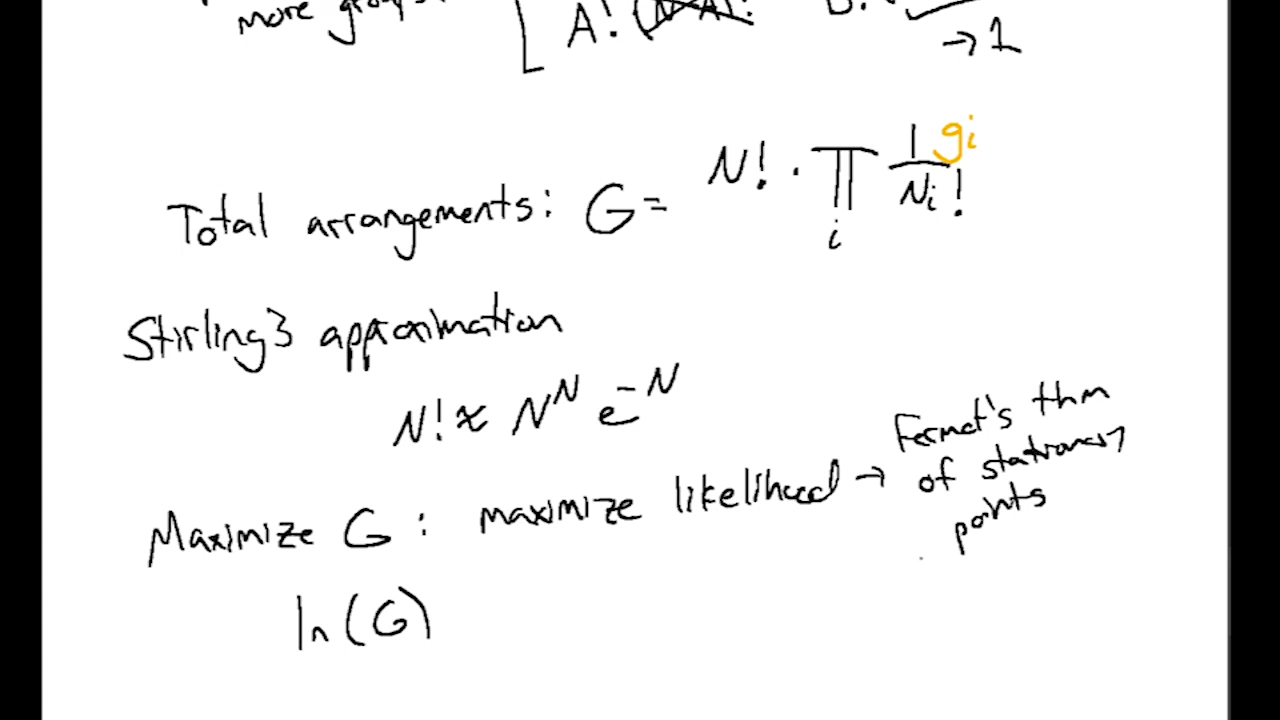 more groups.
[ A! (N-A)! B!
→ 1
Total arrangements: G = N! · ∏ᵢ 1 gᵢ / Nᵢ!
Stirling's approximation
N! ≈ N^N e^-N
Maximize G : maximize likelihood → Fermat's thm
of stationary
points
ln(G)